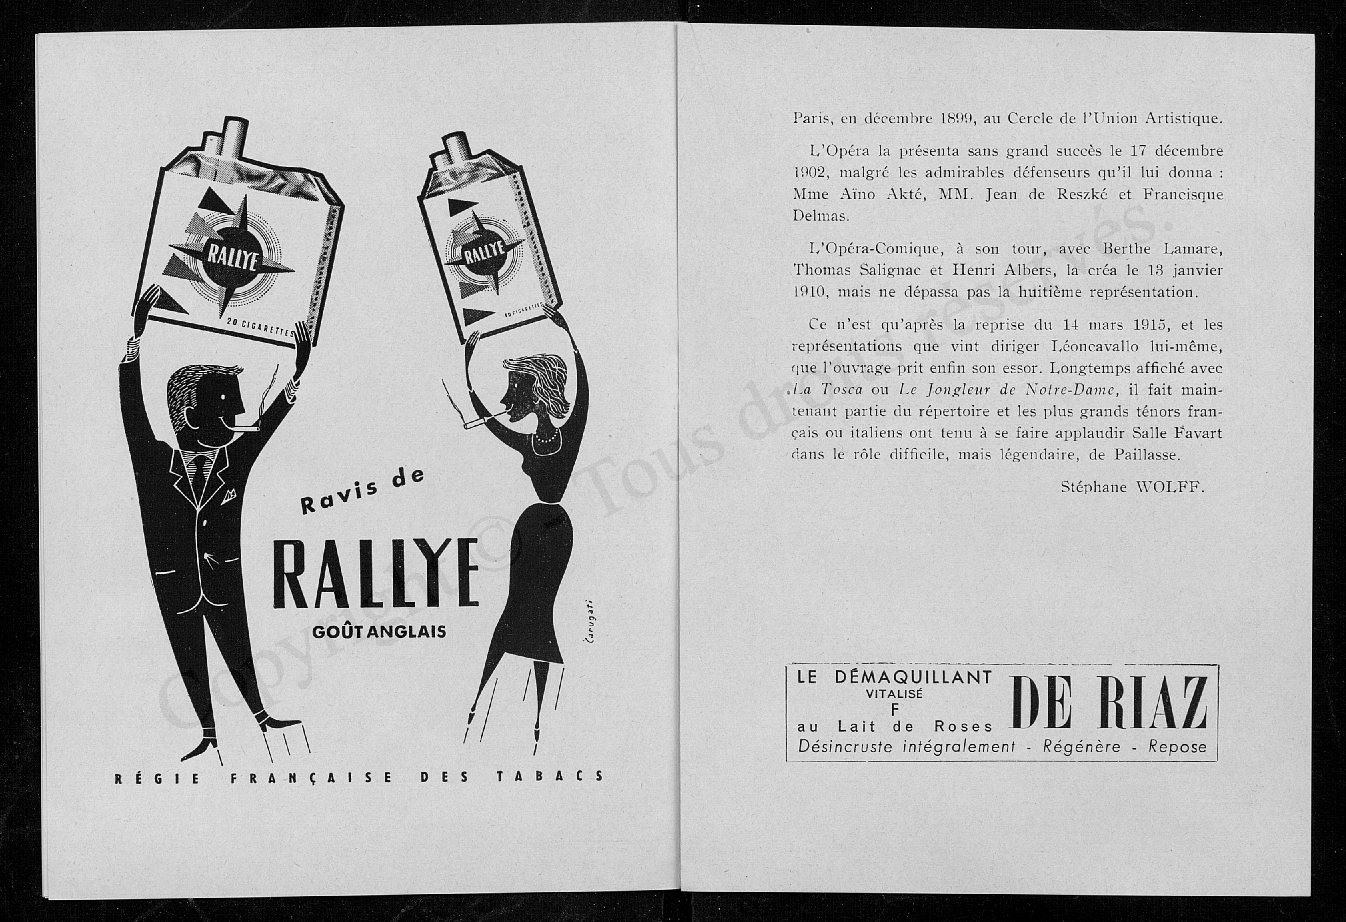 RALLYE
20 CIGARETTES
RALLYE
20 CIGARETTES
Ravis de
RALLYE
GOÛT ANGLAIS
Carugati
RÉGIE FRANÇAISE DES TABACS
Paris, en décembre 1899, au Cercle de l'Union Artistique.
L'Opéra la présenta sans grand succès le 17 décembre
1902, malgré les admirables défenseurs qu'il lui donna :
Mme Aïno Akté, MM. Jean de Reszké et Francisque
Delmas.
L'Opéra-Comique, à son tour, avec Berthe Lamare,
Thomas Salignac et Henri Albers, la créa le 13 janvier
1910, mais ne dépassa pas la huitième représentation.
Ce n'est qu'après la reprise du 14 mars 1915, et les
représentations que vint diriger Léoncavallo lui-même,
que l'ouvrage prit enfin son essor. Longtemps affiché avec
La Tosca ou Le Jongleur de Notre-Dame, il fait main-
tenant partie du répertoire et les plus grands ténors fran-
çais ou italiens ont tenu à se faire applaudir Salle Favart
dans le rôle difficile, mais légendaire, de Paillasse.
Stéphane WOLFF.
LE DÉMAQUILLANT
VITALISÉ
F
au Lait de Roses
DE RIAZ
Désincruste intégralement - Régénère - Repose
Copyright © - Tous droits réservés.